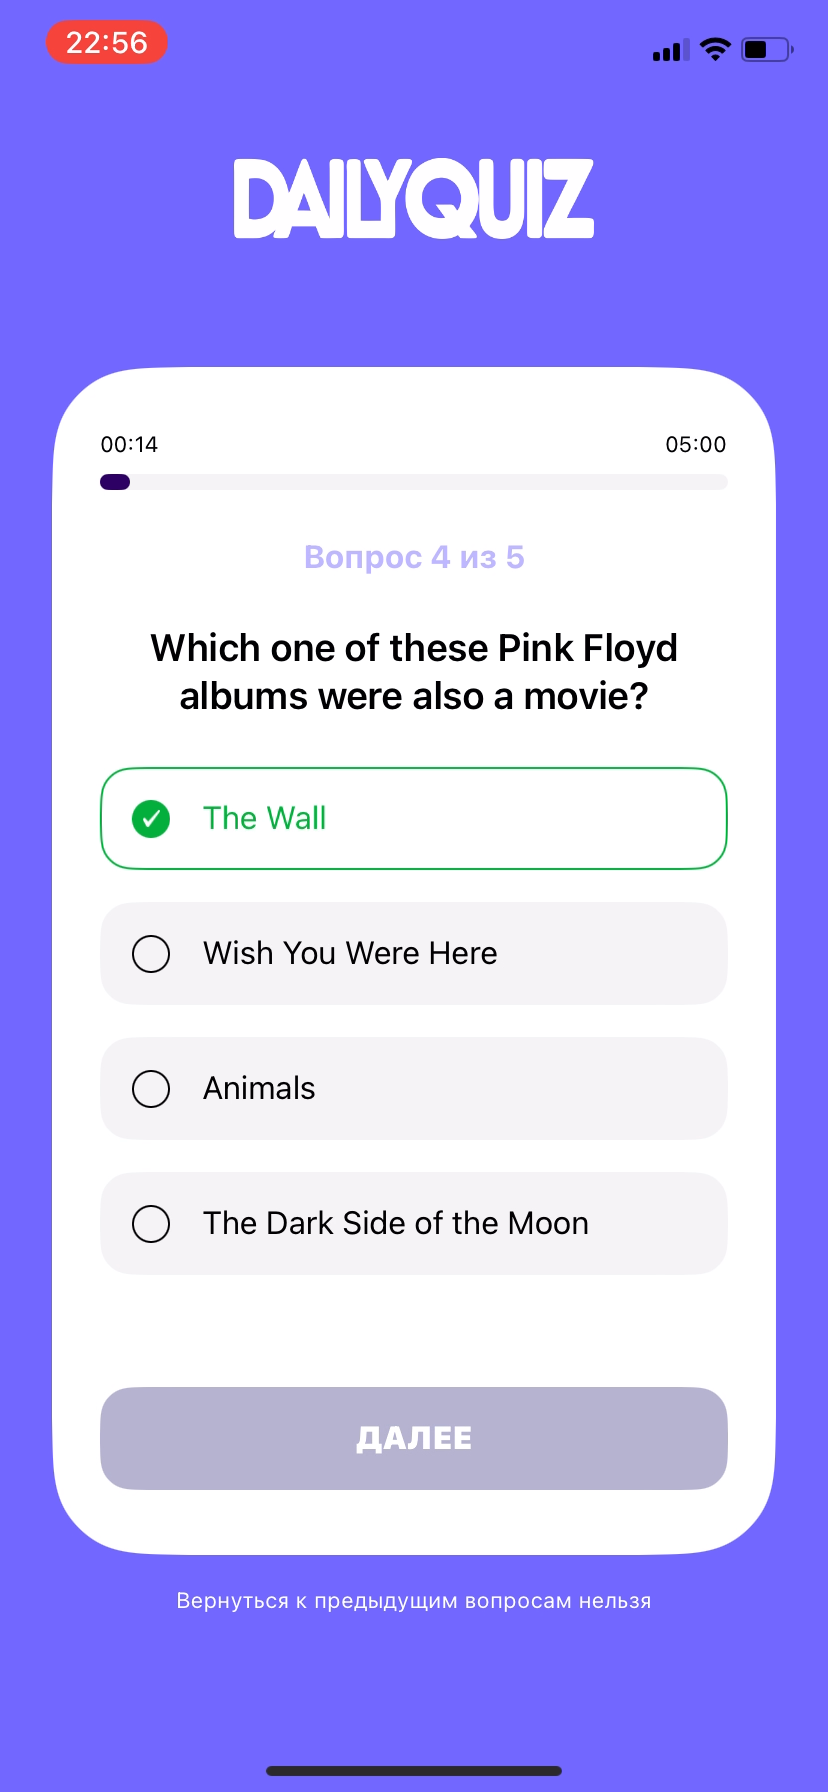 22:56
DAILYQUIZ
00:14 05:00
Вопрос 4 из 5
Which one of these Pink Floyd
albums were also a movie?
The Wall
Wish You Were Here
Animals
The Dark Side of the Moon
ДАЛЕЕ
Вернуться к предыдущим вопросам нельзя